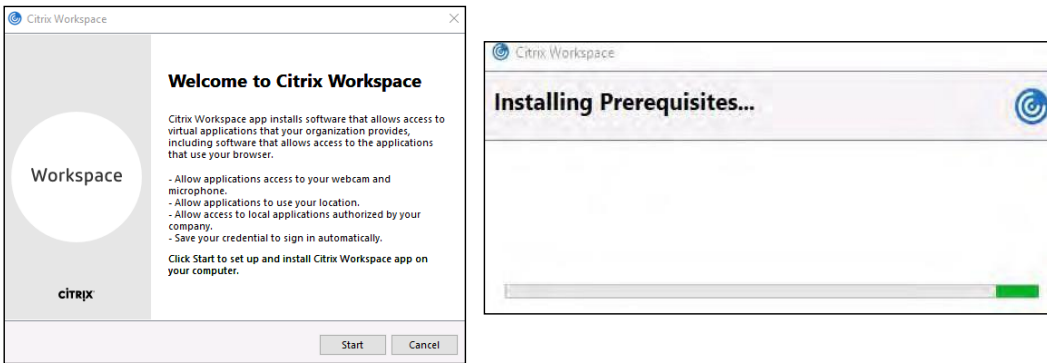 Citrix Workspace
Welcome to Citrix Workspace
Citrix Workspace app installs software that allows access to
virtual applications that your organization provides,
including software that allows access to the applications
that use your browser.
- Allow applications access to your webcam and
microphone.
- Allow applications to use your location.
- Allow access to local applications authorized by your
company.
- Save your credential to sign in automatically.
Click Start to set up and install Citrix Workspace app on
your computer.
Workspace
CİTRIX
Start Cancel
Citrix Workspace
Installing Prerequisites...